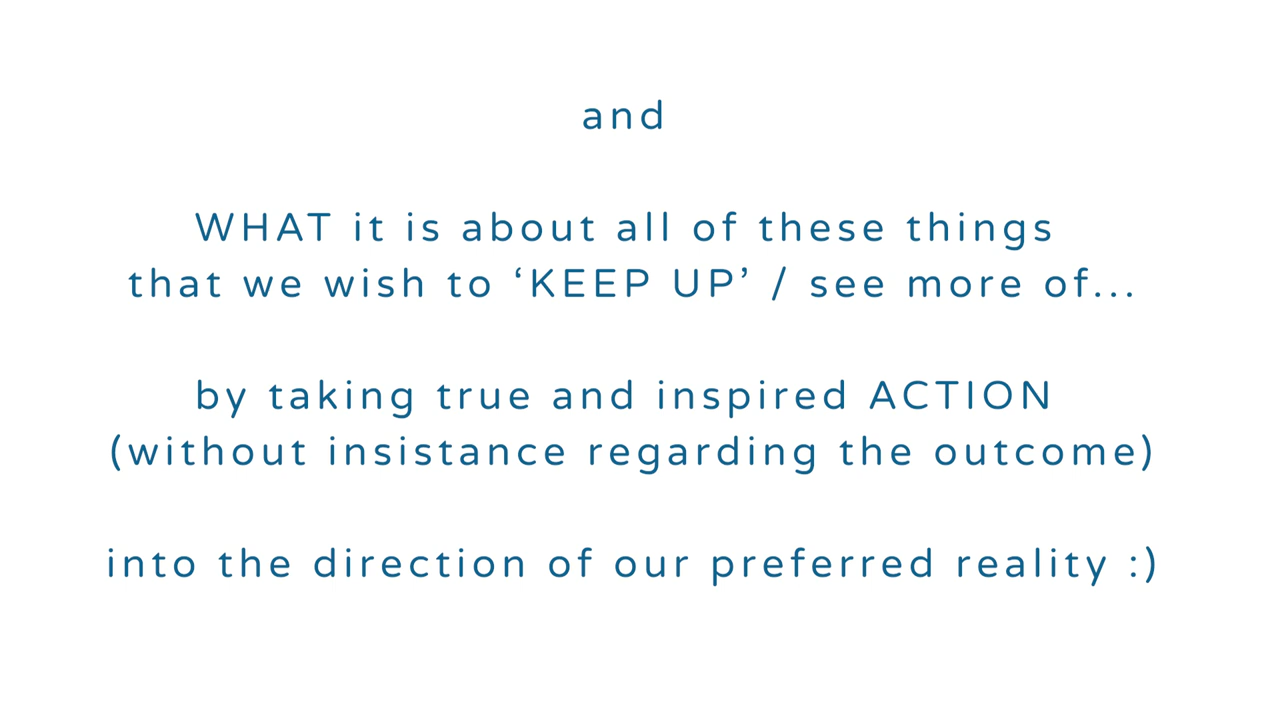 and
WHAT it is about all of these things
that we wish to ‘KEEP UP’ / see more of...
by taking true and inspired ACTION
(without insistance regarding the outcome)
into the direction of our preferred reality :)